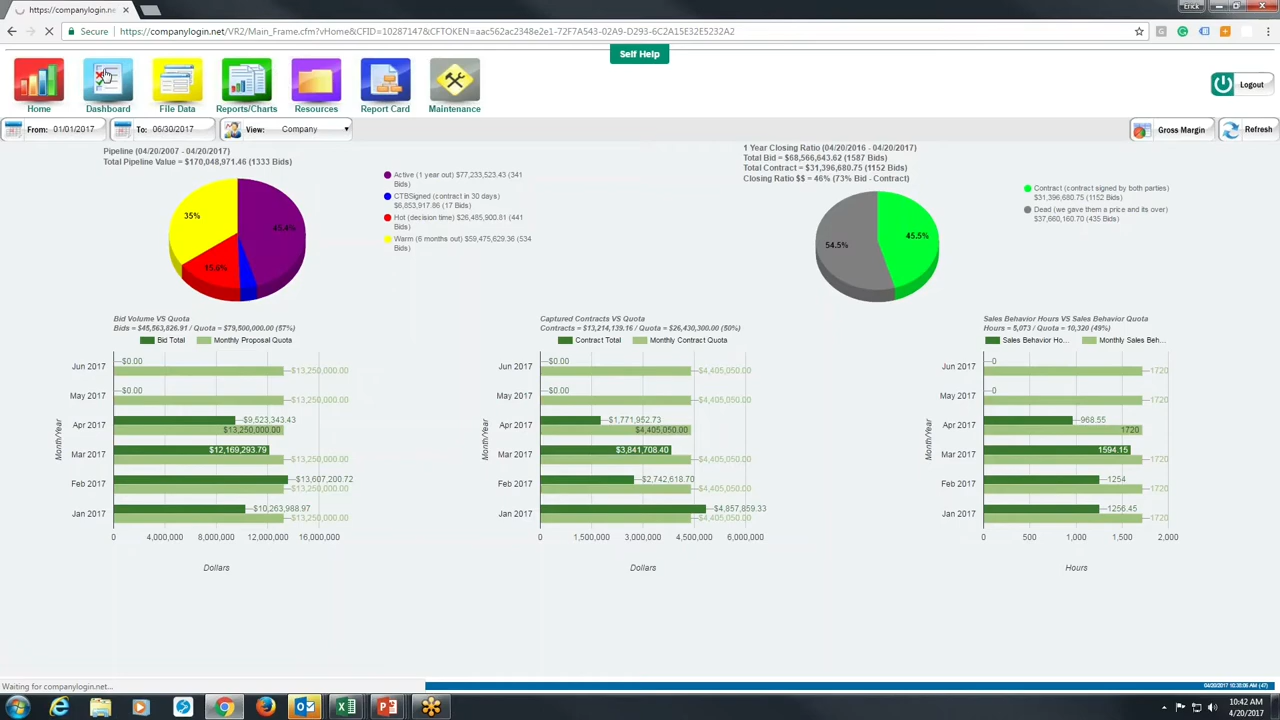 https://companylogin.net/
Erick
Secure
https://companylogin.net/VR2/Main_Frame.cfm?vHome&CFID=10287147&CFTOKEN=aac562ac2348e2e1-72F7A543-02A9-D293-6C2A15E32E5232A2
Self Help
Home
Dashboard
File Data
Reports/Charts
Resources
Report Card
Maintenance
Logout
From: 01/01/2017
To: 06/30/2017
View: Company
Gross Margin
Refresh
Pipeline (04/20/2007 - 04/20/2017)
Total Pipeline Value = $170,048,971.46 (1333 Bids)
35%
45.4%
15.6%
Active (1 year out) $77,233,523.43 (341
Bids)
CTBSigned (contract in 30 days)
$6,853,917.86 (17 Bids)
Hot (decision time) $26,485,900.81 (441
Bids)
Warm (6 months out) $59,475,629.36 (534
Bids)
1 Year Closing Ratio (04/20/2016 - 04/20/2017)
Total Bid = $68,566,643.62 (1587 Bids)
Total Contract = $31,396,680.75 (1152 Bids)
Closing Ratio $$ = 46% (73% Bid - Contract)
54.5%
45.5%
Contract (contract signed by both parties)
$31,396,680.75 (1152 Bids)
Dead (we gave them a price and its over)
$37,660,160.70 (435 Bids)
Bid Volume VS Quota
Bids = $45,563,826.91 / Quota = $79,500,000.00 (57%)
Bid Total
Monthly Proposal Quota
Month/Year
Jun 2017
$0.00
$13,250,000.00
May 2017
$0.00
$13,250,000.00
Apr 2017
$9,523,343.43
$13,250,000.00
Mar 2017
$12,169,293.79
$13,250,000.00
Feb 2017
$13,607,200.72
$13,250,000.00
Jan 2017
$10,263,988.97
$13,250,000.00
0
4,000,000
8,000,000
12,000,000
16,000,000
Dollars
Captured Contracts VS Quota
Contracts = $13,214,139.16 / Quota = $26,430,300.00 (50%)
Contract Total
Monthly Contract Quota
Month/Year
Jun 2017
$0.00
$4,405,050.00
May 2017
$0.00
$4,405,050.00
Apr 2017
$1,771,952.73
$4,405,050.00
Mar 2017
$3,841,708.40
$4,405,050.00
Feb 2017
$2,742,618.70
$4,405,050.00
Jan 2017
$4,857,859.33
$4,405,050.00
0
1,500,000
3,000,000
4,500,000
6,000,000
Dollars
Sales Behavior Hours VS Sales Behavior Quota
Hours = 5,073 / Quota = 10,320 (49%)
Sales Behavior Ho...
Monthly Sales Beh...
Month/Year
Jun 2017
0
1720
May 2017
0
1720
Apr 2017
968.55
1720
Mar 2017
1594.15
1720
Feb 2017
1254
1720
Jan 2017
1256.45
1720
0
500
1,000
1,500
2,000
Hours
Waiting for companylogin.net...
10:42 AM
4/20/2017